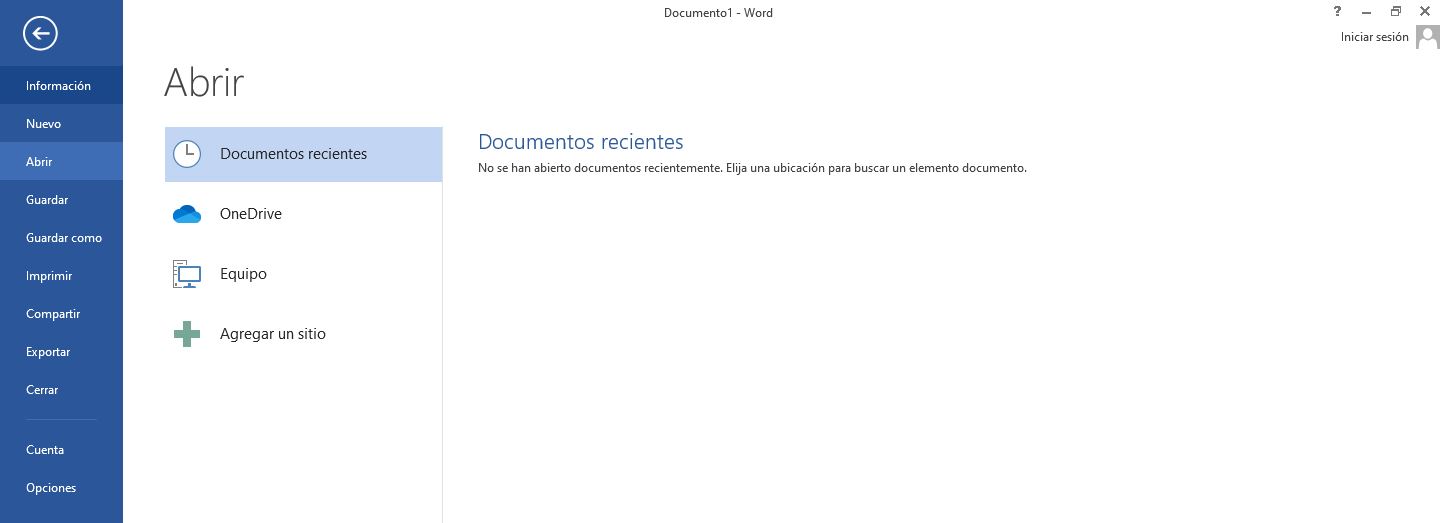 Documento1 - Word
?
Iniciar sesión
Información
Nuevo
Abrir
Guardar
Guardar como
Imprimir
Compartir
Exportar
Cerrar
Cuenta
Opciones
Abrir
Documentos recientes
OneDrive
Equipo
Agregar un sitio
Documentos recientes
No se han abierto documentos recientemente. Elija una ubicación para buscar un elemento documento.